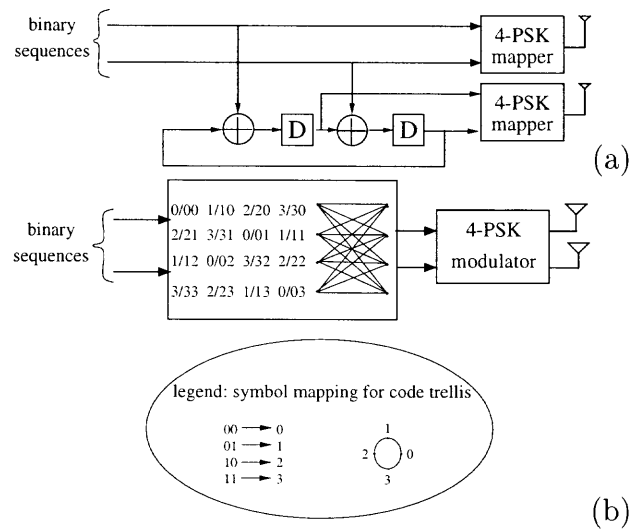 binary
sequences
4-PSK
mapper
D
D
4-PSK
mapper
(a)
binary
sequences
0/00 1/10 2/20 3/30
2/21 3/31 0/01 1/11
1/12 0/02 3/32 2/22
3/33 2/23 1/13 0/03
4-PSK
modulator
legend: symbol mapping for code trellis
00 → 0
01 → 1
10 → 2
11 → 3
1
2 0
3
(b)